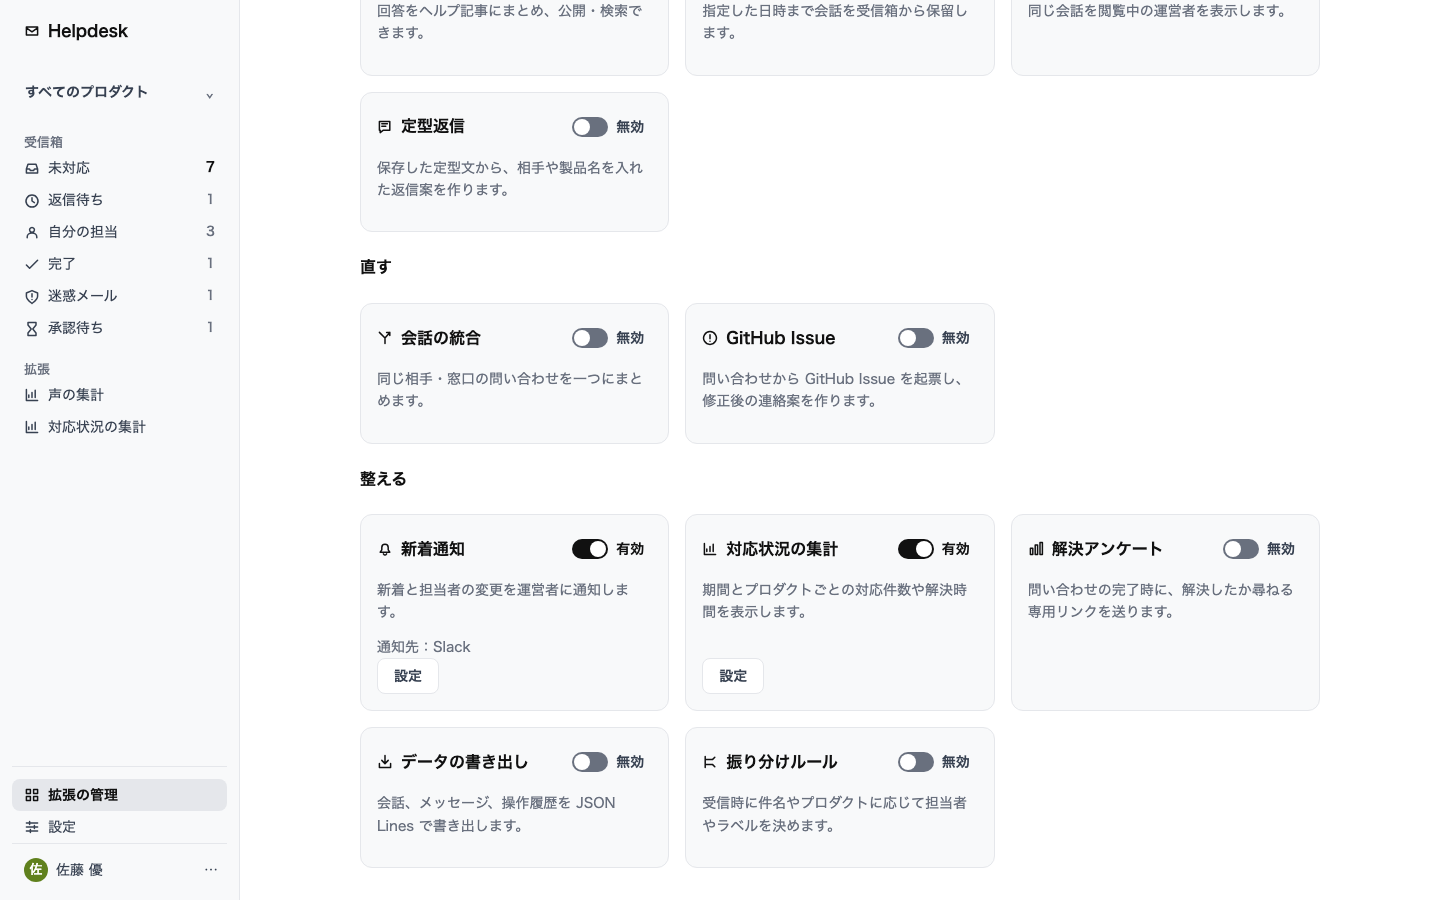 Helpdesk
すべてのプロダクト
受信箱
未対応 7
返信待ち 1
自分の担当 3
完了 1
迷惑メール 1
承認待ち 1
拡張
声の集計
対応状況の集計
拡張の管理
設定
佐 佐藤 優 …
回答をヘルプ記事にまとめ、公開・検索で
きます。
指定した日時まで会話を受信箱から保留し
ます。
同じ会話を閲覧中の運営者を表示します。
定型返信 無効
保存した定型文から、相手や製品名を入れ
た返信案を作ります。
直す
会話の統合 無効
同じ相手・窓口の問い合わせを一つにまと
めます。
GitHub Issue 無効
問い合わせから GitHub Issue を起票し、
修正後の連絡案を作ります。
整える
新着通知 有効
新着と担当者の変更を運営者に通知しま
す。
通知先：Slack
設定
対応状況の集計 有効
期間とプロダクトごとの対応件数や解決時
間を表示します。
設定
解決アンケート 無効
問い合わせの完了時に、解決したか尋ねる
専用リンクを送ります。
データの書き出し 無効
会話、メッセージ、操作履歴を JSON
Lines で書き出します。
振り分けルール 無効
受信時に件名やプロダクトに応じて担当者
やラベルを決めます。